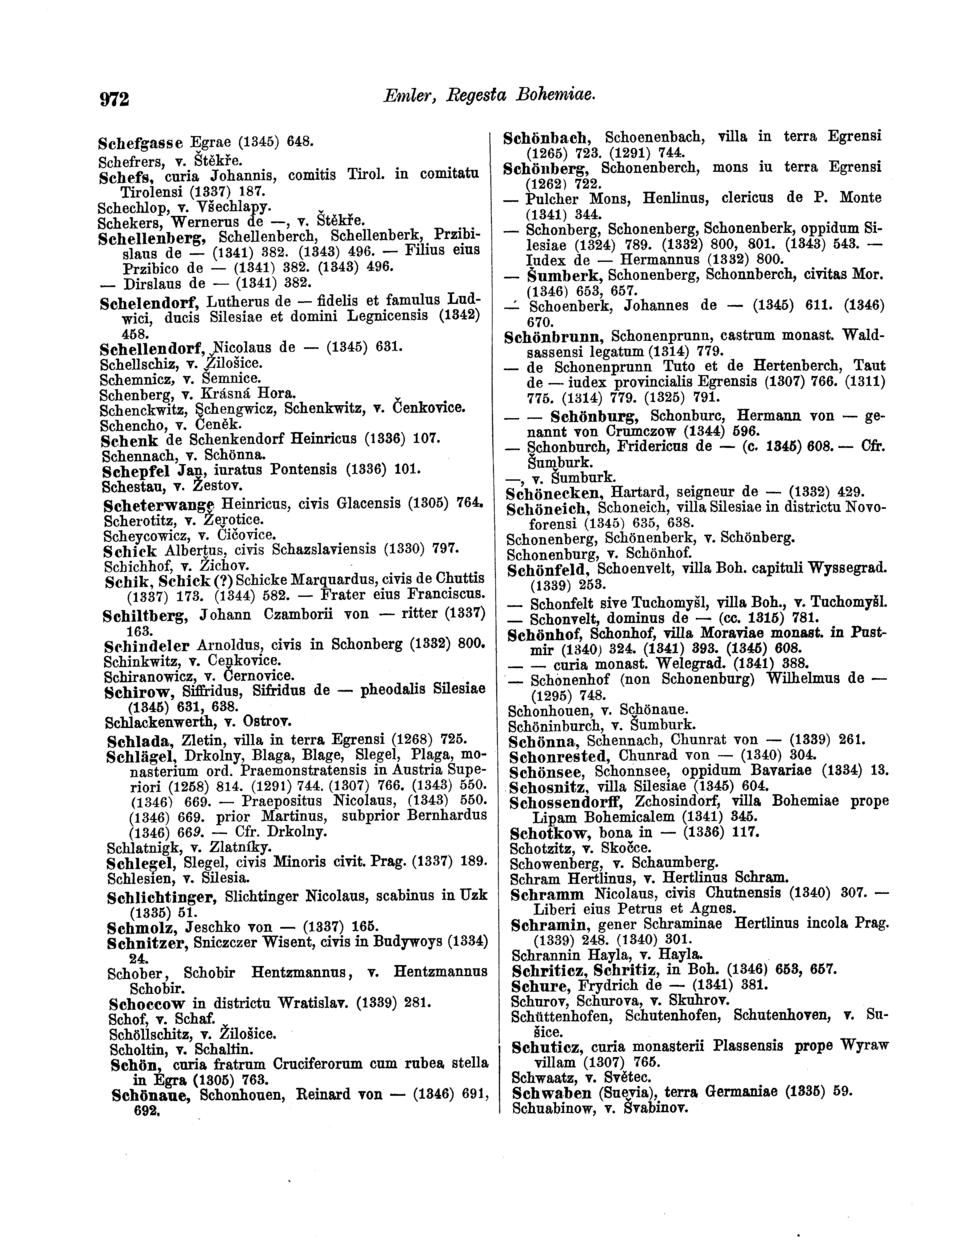 972
Emler, Regesta Bohemiae.
Schefgasse Egrae (1345) 648.
Schefrers, v. Štěkře.
Schefs, curia Johannis, comitis Tirol. in comitatu
Tirolensi (1337) 187.
Schechlop, v. Všechlapy.
Schekers, Wernerus de —, v. Štěkře.
Schellenberg, Schellenberch, Schellenberk, Przibi-
slaus de — (1341) 382. (1343) 496. — Filius eius
Przibico de — (1341) 382. (1343) 496.
— Dirslaus de — (1341) 382.
Schelendorf, Lutherus de — fidelis et famulus Lud-
wici, ducis Silesiae et domini Legnicensis (1342)
458.
Schellendorf, Nicolaus de — (1345) 631.
Schellschiz, v. Žilošice.
Schemnicz, v. Semnice.
Schenberg, v. Krásná Hora.
Schenckwitz, Schengwicz, Schenkwitz, v. Čenkovice.
Schencho, v. Čeněk.
Schenk de Schenkendorf Heinricus (1336) 107.
Schennach, v. Schönna.
Schepfel Jan, iuratus Pontensis (1336) 101.
Schestau, v. Žestov.
Scheterwange Heinricus, civis Glacensis (1305) 764.
Scherotitz, v. Žerotice.
Scheycowicz, v. Čičovice.
Schick Albertus, civis Schazslaviensis (1330) 797.
Schichhof, v. Žichov.
Schik, Schick (?) Schicke Marquardus, civis de Chuttis
(1337) 173. (1344) 582. — Frater eius Franciscus.
Schiltberg, Johann Czamborii von — ritter (1337)
163.
Schindeler Arnoldus, civis in Schonberg (1332) 800.
Schinkwitz, v. Čenkovice.
Schiranowicz, v. Černovice.
Schirow, Siffridus, Sifridus de — pheodalis Silesiae
(1345) 631, 638.
Schlackenwerth, v. Ostrov.
Schlada, Zletin, villa in terra Egrensi (1268) 725.
Schlägel, Drkolny, Blaga, Blage, Slegel, Plaga, mo-
nasterium ord. Praemonstratensis in Austria Supe-
riori (1258) 814. (1291) 744. (1307) 766. (1343) 550.
(1346) 669. — Praepositus Nicolaus, (1343) 550.
(1346) 669. prior Martinus, subprior Bernhardus
(1346) 669. — Cfr. Drkolny.
Schlatnigk, v. Zlatníky.
Schlegel, Slegel, civis Minoris civit. Prag. (1337) 189.
Schlesien, v. Silesia.
Schlichtinger, Slichtinger Nicolaus, scabinus in Uzk
(1335) 51.
Schmolz, Jeschko von — (1337) 165.
Schnitzer, Sniczczer Wisent, civis in Budywoys (1334)
24.
Schober, Schobir Hentzmannus, v. Hentzmannus
Schobir.
Schoccow in districtu Wratislav. (1339) 281.
Schof, v. Schaf.
Schöllschitz, v. Žilošice.
Scholtin, v. Schaltin.
Schön, curia fratrum Cruciferorum cum rubea stella
in Egra (1305) 763.
Schönaue, Schonhouen, Reinard von — (1346) 691,
692.
Schönbach, Schoenenbach, villa in terra Egrensi
(1265) 723. (1291) 744.
Schönberg, Schonenberch, mons iu terra Egrensi
(1262) 722.
— Pulcher Mons, Henlinus, clericus de P. Monte
(1341) 344.
— Schonberg, Schonenberg, Schonenberk, oppidum Si-
lesiae (1324) 789. (1332) 800, 801. (1343) 543. —
Iudex de — Hermannus (1332) 800.
— Šumberk, Schonenberg, Schonnberch, civitas Mor.
(1346) 653, 657.
— Schoenberk, Johannes de — (1345) 611. (1346)
670.
Schönbrunn, Schonenprunn, castrum monast. Wald-
sassensi legatum (1314) 779.
— de Schonenprunn Tuto et de Hertenberch, Taut
de — iudex provincialis Egrensis (1307) 766. (1311)
775. (1314) 779. (1325) 791.
— — Schönburg, Schonburc, Hermann von — ge-
nannt von Crumczow (1344) 596.
— Schonburch, Fridericus de — (c. 1345) 608. — Cfr.
Šumburk.
—, v. Šumburk.
Schönecken, Hartard, seigneur de — (1332) 429.
Schöneich, Schoneich, villa Silesiae in districtu Novo-
forensi (1345) 635, 638.
Schonenberg, Schönenberk, v. Schönberg.
Schonenburg, v. Schönhof.
Schönfeld, Schoenvelt, villa Boh. capituli Wyssegrad.
(1339) 253.
— Schonfelt sive Tuchomyšl, villa Boh., v. Tuchomyšl.
— Schonvelt, dominus de — (cc. 1315) 781.
Schönhof, Schonhof, villa Moraviae monast. in Pust-
mir (1340) 324. (1341) 393. (1345) 608.
— — curia monast. Welegrad. (1341) 388.
— Schönenhof (non Schonenburg) Wilhelmus de —
(1295) 748.
Schonhouen, v. Schönaue.
Schöninburch, v. Šumburk.
Schönna, Schennach, Chunrat von — (1339) 261.
Schonrested, Chunrad von — (1340) 304.
Schönsee, Schonnsee, oppidum Bavariae (1334) 13.
Schosnitz, villa Silesiae (1345) 604.
Schossendorff, Zchosindorf, villa Bohemiae prope
Lipam Bohemicalem (1341) 345.
Schotkow, bona in — (1336) 117.
Schotzitz, v. Skočce.
Schowenberg, v. Schaumberg.
Schram Hertlinus, v. Hertlinus Schram.
Schramm Nicolaus, civis Chutnensis (1340) 307. —
Liberi eius Petrus et Agnes.
Schramin, gener Schraminae Hertlinus incola Prag.
(1339) 248. (1340) 301.
Schrannin Hayla, v. Hayla.
Schriticz, Schritiz, in Boh. (1346) 653, 657.
Schure, Frydrich de — (1341) 381.
Schurov, Schurova, v. Skuhrov.
Schüttenhofen, Schutenhofen, Schutenhoven, v. Su-
šice.
Schuticz, curia monasterii Plassensis prope Wyraw
villam (1307) 765.
Schwaatz, v. Světec.
Schwaben (Suevia), terra Germaniae (1335) 59.
Schuabinow, v. Švabinov.